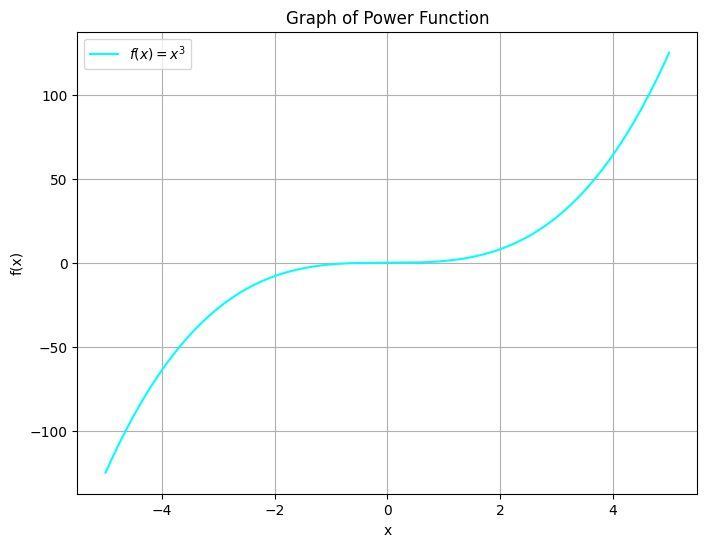 Graph of Power Function
f(x) = x³
100
50
0
−50
−100
f(x)
−4
−2
0
2
4
x